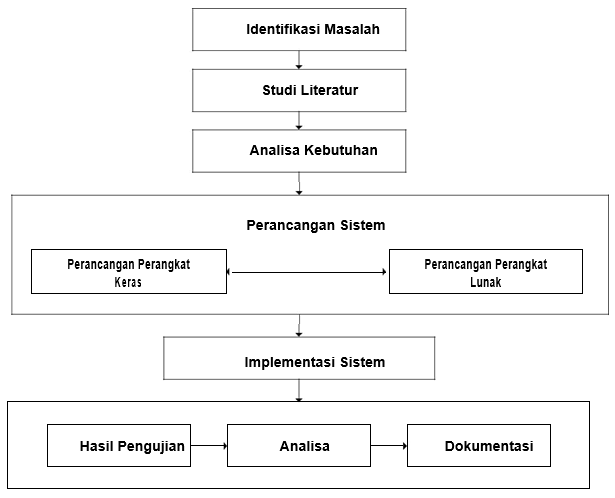 Identifikasi Masalah
Studi Literatur
Analisa Kebutuhan
Perancangan Sistem
Perancangan Perangkat
Keras
Perancangan Perangkat
Lunak
Implementasi Sistem
Hasil Pengujian
Analisa
Dokumentasi